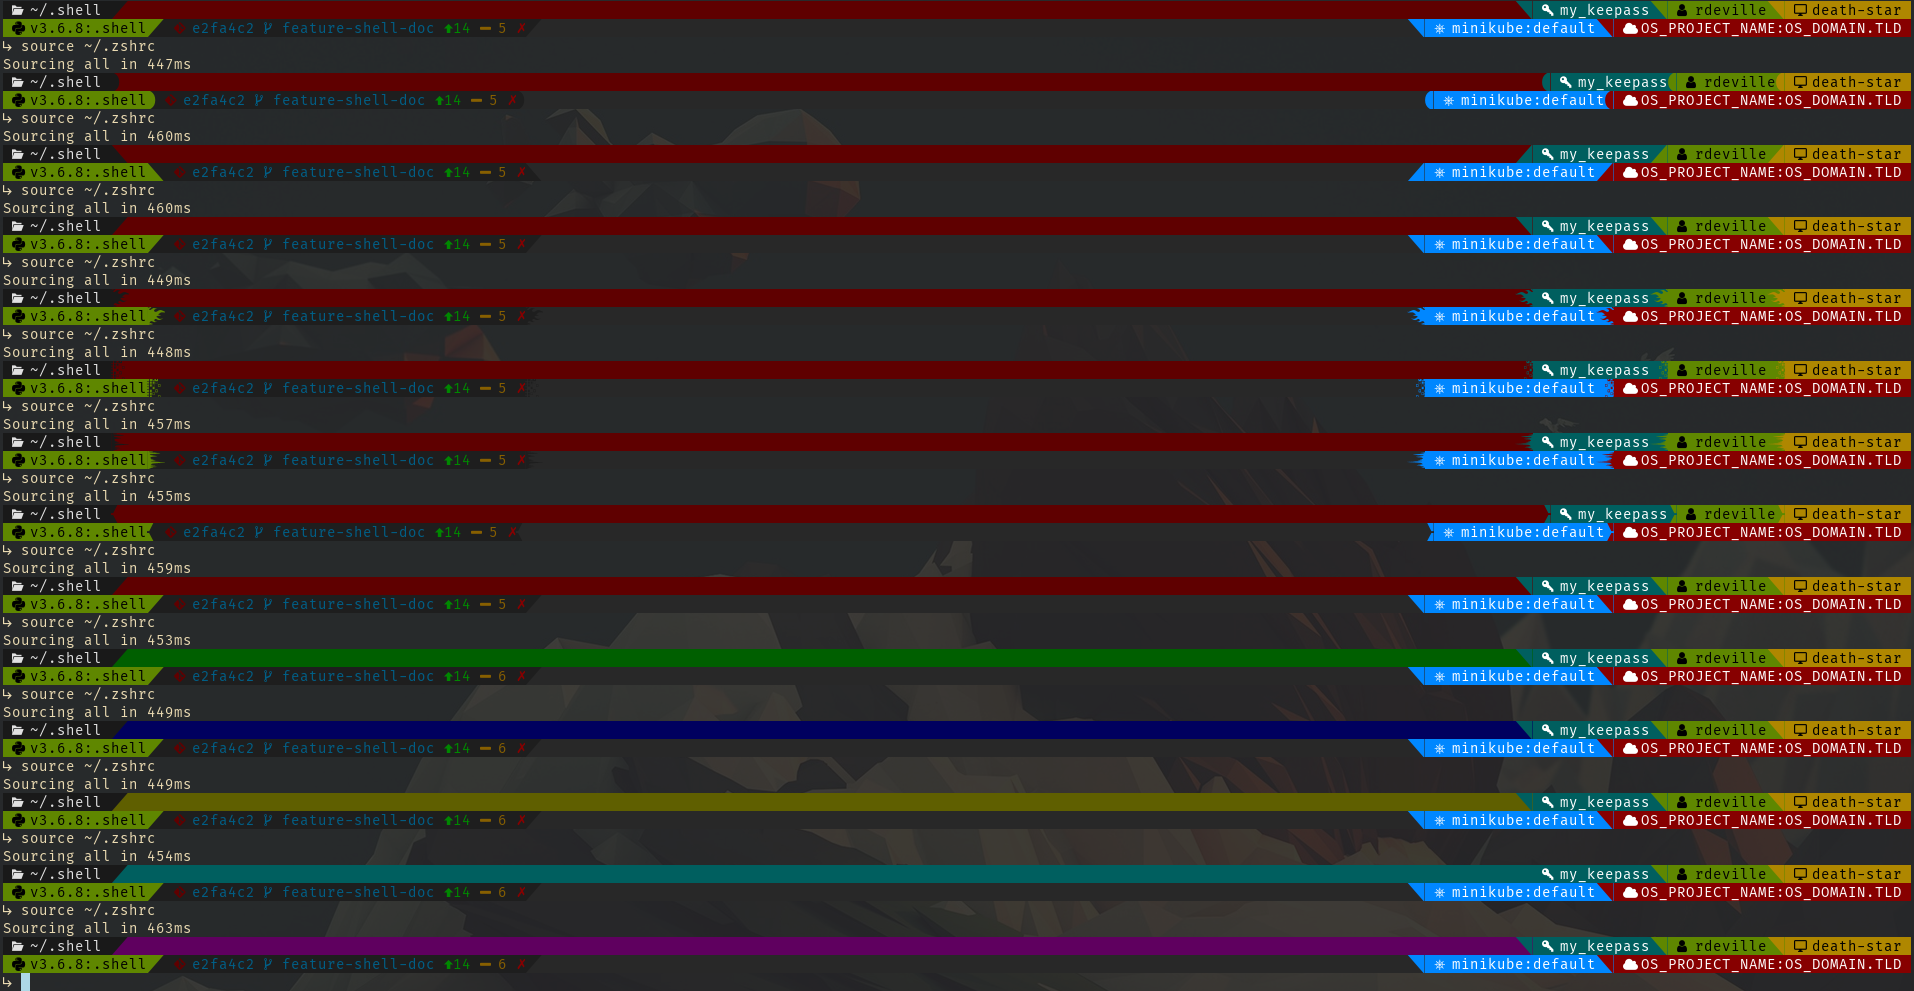 ~/.shell my_keepass rdeville death-star
v3.6.8:.shell e2fa4c2 feature-shell-doc ↑14 − 5 ✗ ⎈ minikube:default OS_PROJECT_NAME:OS_DOMAIN.TLD
↳ source ~/.zshrc
Sourcing all in 447ms
~/.shell my_keepass rdeville death-star
v3.6.8:.shell e2fa4c2 feature-shell-doc ↑14 − 5 ✗ ⎈ minikube:default OS_PROJECT_NAME:OS_DOMAIN.TLD
↳ source ~/.zshrc
Sourcing all in 460ms
~/.shell my_keepass rdeville death-star
v3.6.8:.shell e2fa4c2 feature-shell-doc ↑14 − 5 ✗ ⎈ minikube:default OS_PROJECT_NAME:OS_DOMAIN.TLD
↳ source ~/.zshrc
Sourcing all in 460ms
~/.shell my_keepass rdeville death-star
v3.6.8:.shell e2fa4c2 feature-shell-doc ↑14 − 5 ✗ ⎈ minikube:default OS_PROJECT_NAME:OS_DOMAIN.TLD
↳ source ~/.zshrc
Sourcing all in 449ms
~/.shell my_keepass rdeville death-star
v3.6.8:.shell e2fa4c2 feature-shell-doc ↑14 − 5 ✗ ⎈ minikube:default OS_PROJECT_NAME:OS_DOMAIN.TLD
↳ source ~/.zshrc
Sourcing all in 448ms
~/.shell my_keepass rdeville death-star
v3.6.8:.shell e2fa4c2 feature-shell-doc ↑14 − 5 ✗ ⎈ minikube:default OS_PROJECT_NAME:OS_DOMAIN.TLD
↳ source ~/.zshrc
Sourcing all in 457ms
~/.shell my_keepass rdeville death-star
v3.6.8:.shell e2fa4c2 feature-shell-doc ↑14 − 5 ✗ ⎈ minikube:default OS_PROJECT_NAME:OS_DOMAIN.TLD
↳ source ~/.zshrc
Sourcing all in 455ms
~/.shell my_keepass rdeville death-star
v3.6.8:.shell e2fa4c2 feature-shell-doc ↑14 − 5 ✗ ⎈ minikube:default OS_PROJECT_NAME:OS_DOMAIN.TLD
↳ source ~/.zshrc
Sourcing all in 459ms
~/.shell my_keepass rdeville death-star
v3.6.8:.shell e2fa4c2 feature-shell-doc ↑14 − 5 ✗ ⎈ minikube:default OS_PROJECT_NAME:OS_DOMAIN.TLD
↳ source ~/.zshrc
Sourcing all in 453ms
~/.shell my_keepass rdeville death-star
v3.6.8:.shell e2fa4c2 feature-shell-doc ↑14 − 6 ✗ ⎈ minikube:default OS_PROJECT_NAME:OS_DOMAIN.TLD
↳ source ~/.zshrc
Sourcing all in 449ms
~/.shell my_keepass rdeville death-star
v3.6.8:.shell e2fa4c2 feature-shell-doc ↑14 − 6 ✗ ⎈ minikube:default OS_PROJECT_NAME:OS_DOMAIN.TLD
↳ source ~/.zshrc
Sourcing all in 449ms
~/.shell my_keepass rdeville death-star
v3.6.8:.shell e2fa4c2 feature-shell-doc ↑14 − 6 ✗ ⎈ minikube:default OS_PROJECT_NAME:OS_DOMAIN.TLD
↳ source ~/.zshrc
Sourcing all in 454ms
~/.shell my_keepass rdeville death-star
v3.6.8:.shell e2fa4c2 feature-shell-doc ↑14 − 6 ✗ ⎈ minikube:default OS_PROJECT_NAME:OS_DOMAIN.TLD
↳ source ~/.zshrc
Sourcing all in 463ms
~/.shell my_keepass rdeville death-star
v3.6.8:.shell e2fa4c2 feature-shell-doc ↑14 − 6 ✗ ⎈ minikube:default OS_PROJECT_NAME:OS_DOMAIN.TLD
↳